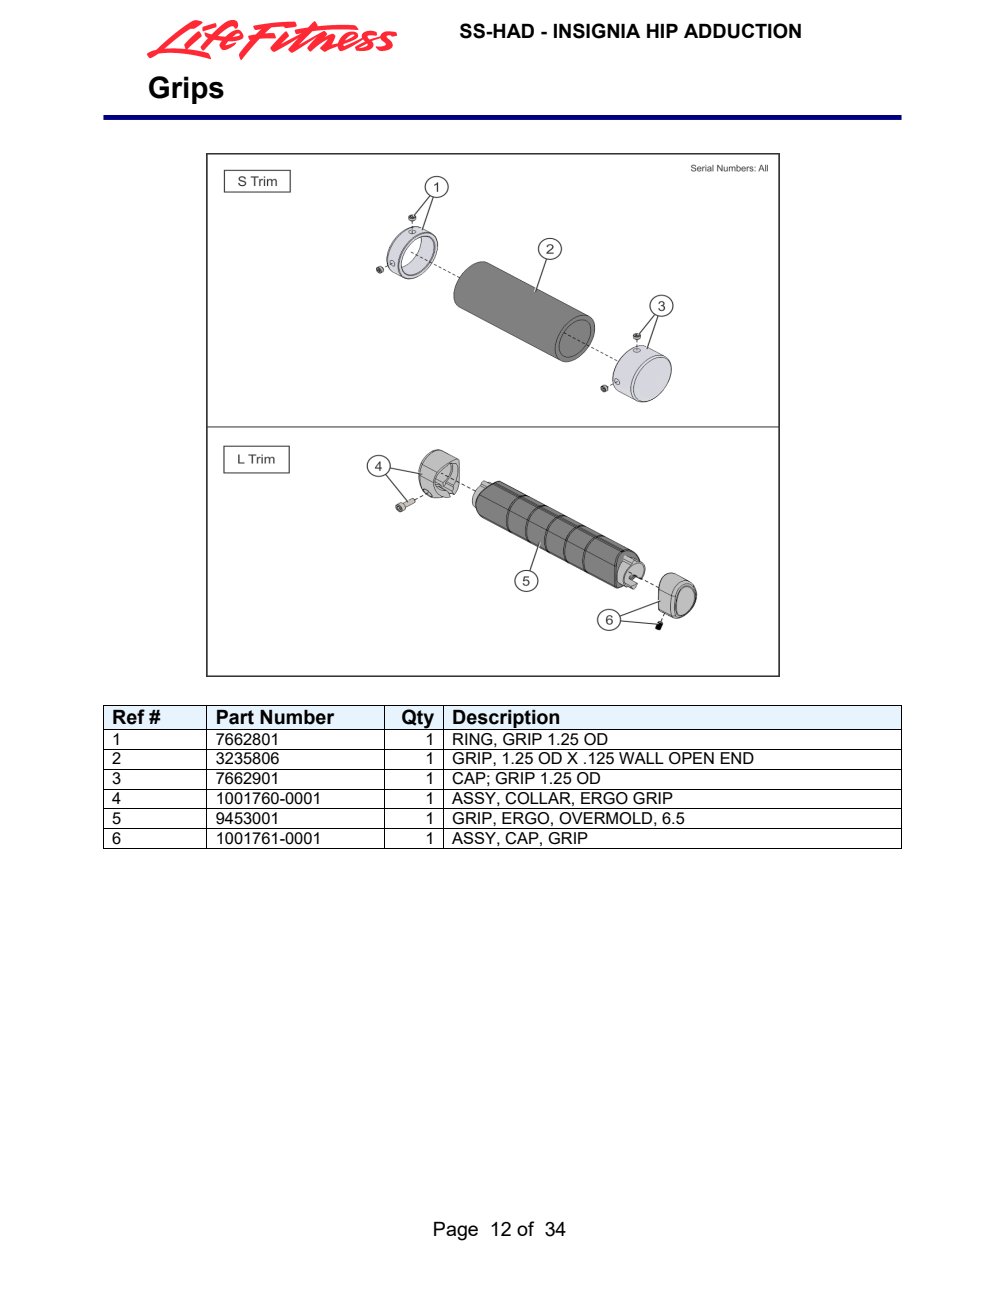 Life Fitness
SS-HAD - INSIGNIA HIP ADDUCTION
Grips
Serial Numbers: All
S Trim
1
2
3
L Trim
4
5
6
Ref # Part Number Qty Description
1 7662801 1 RING, GRIP 1.25 OD
2 3235806 1 GRIP, 1.25 OD X .125 WALL OPEN END
3 7662901 1 CAP; GRIP 1.25 OD
4 1001760-0001 1 ASSY, COLLAR, ERGO GRIP
5 9453001 1 GRIP, ERGO, OVERMOLD, 6.5
6 1001761-0001 1 ASSY, CAP, GRIP
Page 12 of 34